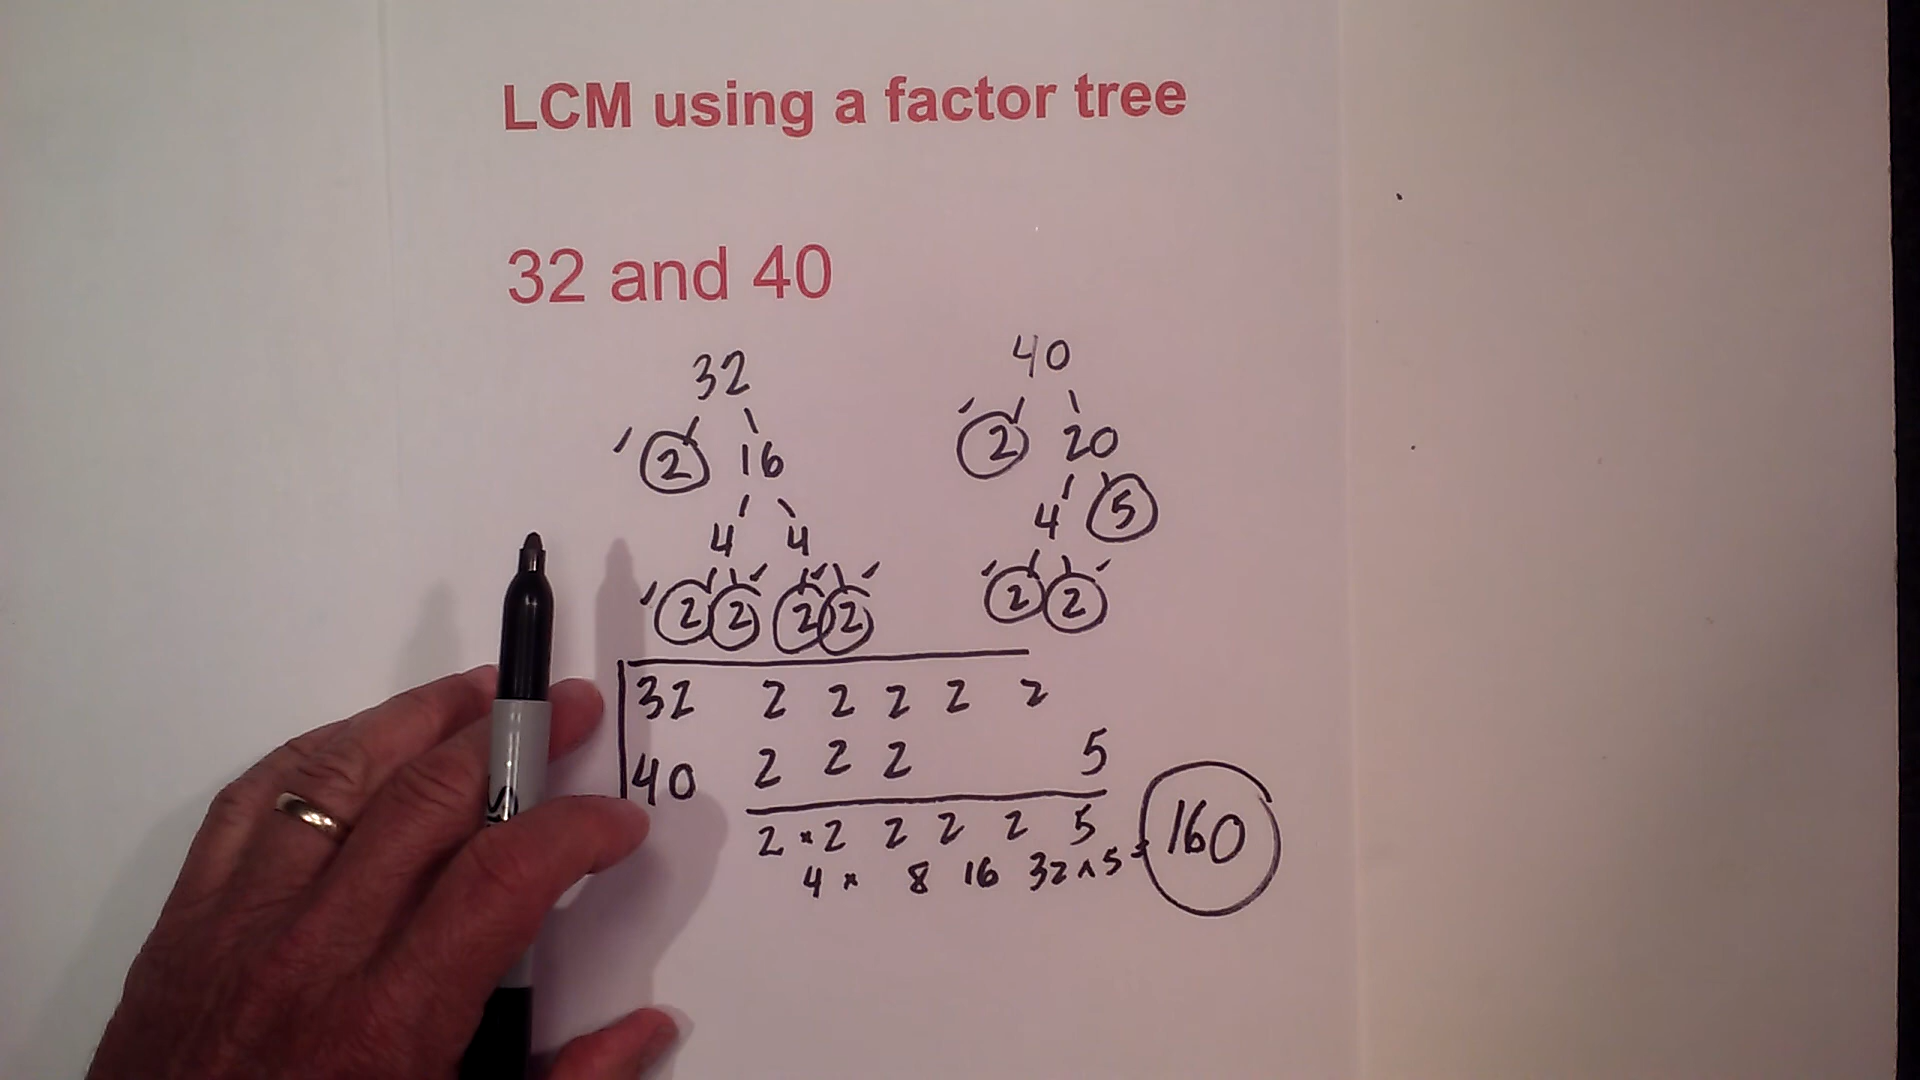 LCM using a factor tree
32 and 40
32 40
2 16 2 20
4 4 4 5
2 2 2 2 2 2
32 2 2 2 2 2
40 2 2 2 5
2 × 2 2 2 2 5
4 × 8 16 32 × 5 = 160